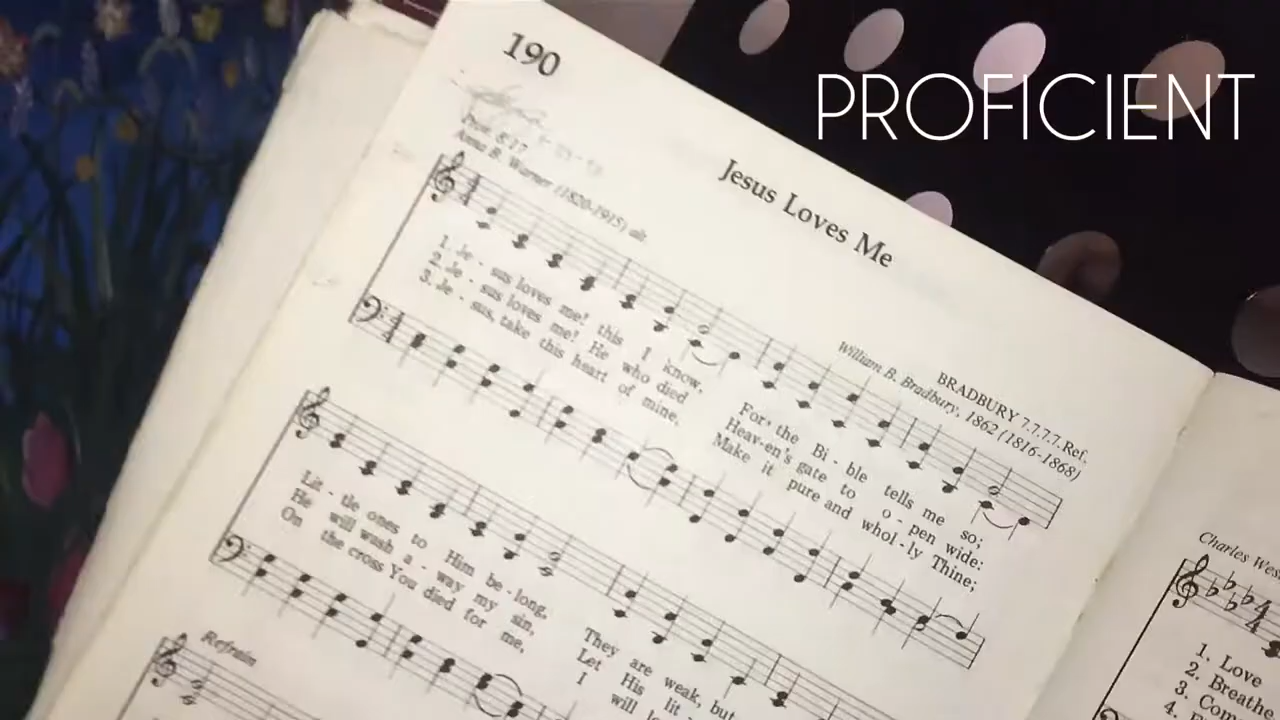 PROFICIENT
190
Jesus Loves Me
Anna B. Warner (1820-1915) alt.
BRADBURY 7.7.7.7.Ref.
William B. Bradbury, 1862 (1816-1868)
1. Je - sus loves me! this I know, For the Bi - ble tells me so;
2. Je - sus loves me! He who died Heav-en's gate to o - pen wide:
3. Je - sus, take this heart of mine, Make it pure and whol-ly Thine;
Lit - tle ones to Him be - long, They are weak, but
He will wash a - way my sin, Let His lit -
On the cross You died for me, I will
Refrain
Charles
1. Love
2. Breathe
3.
4.